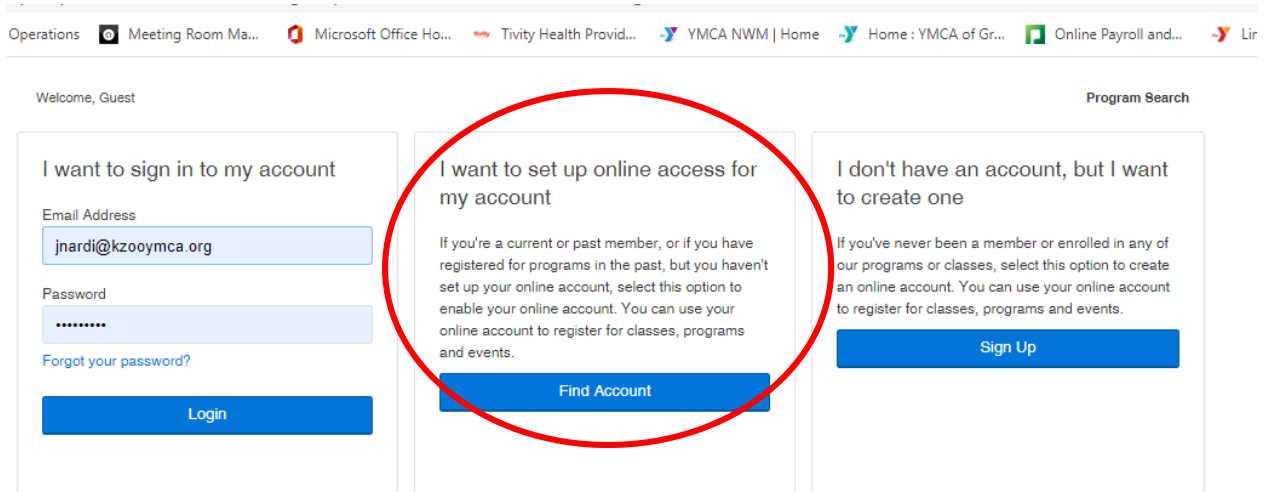 Operations Meeting Room Ma... Microsoft Office Ho... tivity Tivity Health Provid... YMCA NWM | Home Home : YMCA of Gr... Online Payroll and... Lin
Welcome, Guest
Program Search
I want to sign in to my account
Email Address
jnardi@kzooymca.org
Password
•••••••••
Forgot your password?
Login
I want to set up online access for
my account
If you're a current or past member, or if you have
registered for programs in the past, but you haven't
set up your online account, select this option to
enable your online account. You can use your
online account to register for classes, programs
and events.
Find Account
I don't have an account, but I want
to create one
If you've never been a member or enrolled in any of
our programs or classes, select this option to create
an online account. You can use your online account
to register for classes, programs and events.
Sign Up